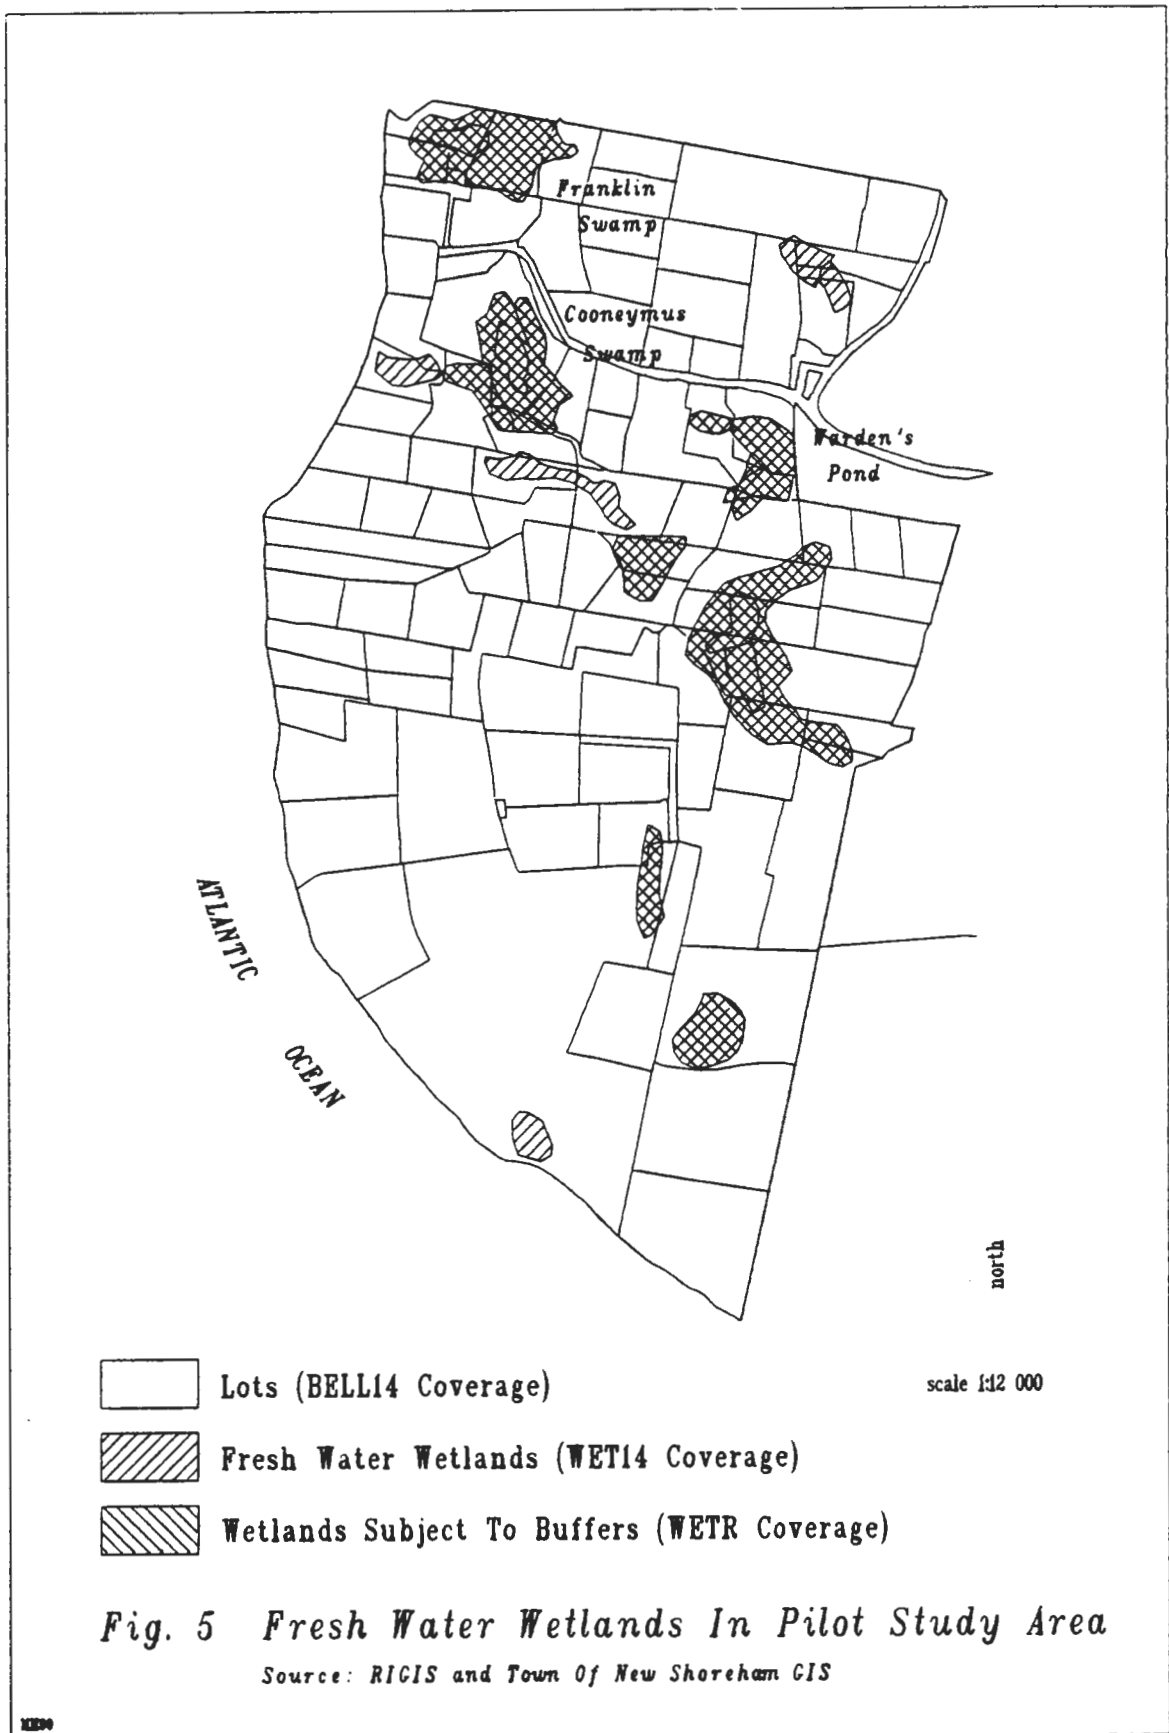 Franklin
Swamp
Cooneymus
Swamp
Warden's
Pond
ATLANTIC
OCEAN
north
Lots (BELL14 Coverage)
scale 1:12 000
Fresh Water Wetlands (WET14 Coverage)
Wetlands Subject To Buffers (WETR Coverage)
Fig. 5 Fresh Water Wetlands In Pilot Study Area
Source: RIGIS and Town Of New Shoreham GIS